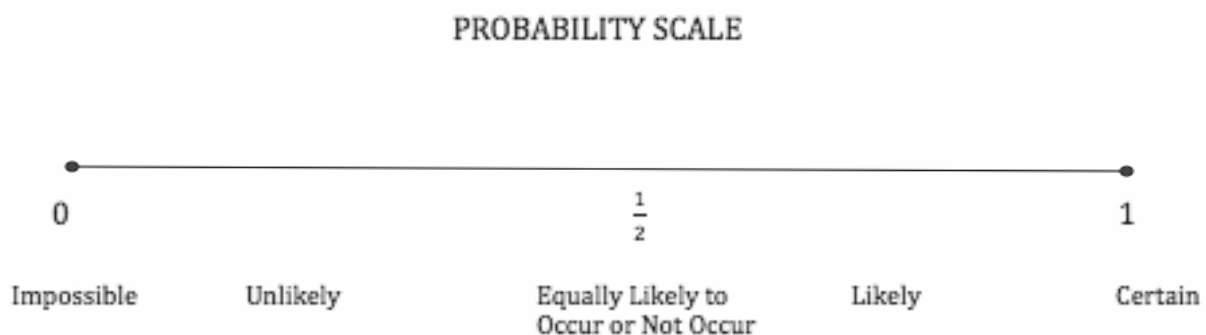 PROBABILITY SCALE
0 1/2 1
Impossible Unlikely Equally Likely to Occur or Not Occur Likely Certain